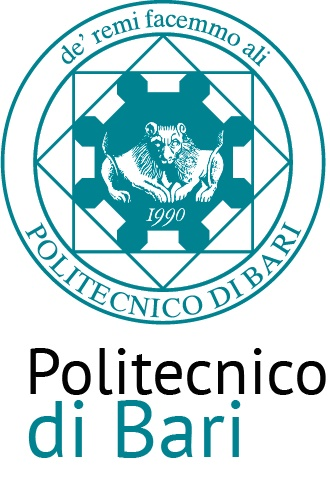 de' remi facemmo ali
1990
POLITECNICO DI BARI
Politecnico
di Bari